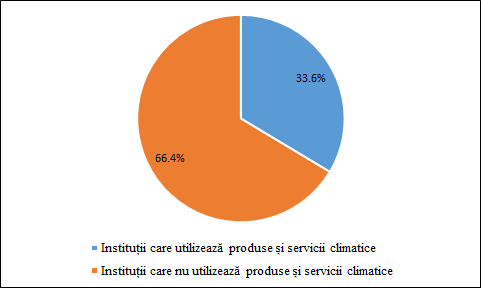 33.6%
66.4%
Instituții care utilizează produse și servicii climatice
Instituții care nu utilizează produse și servicii climatice